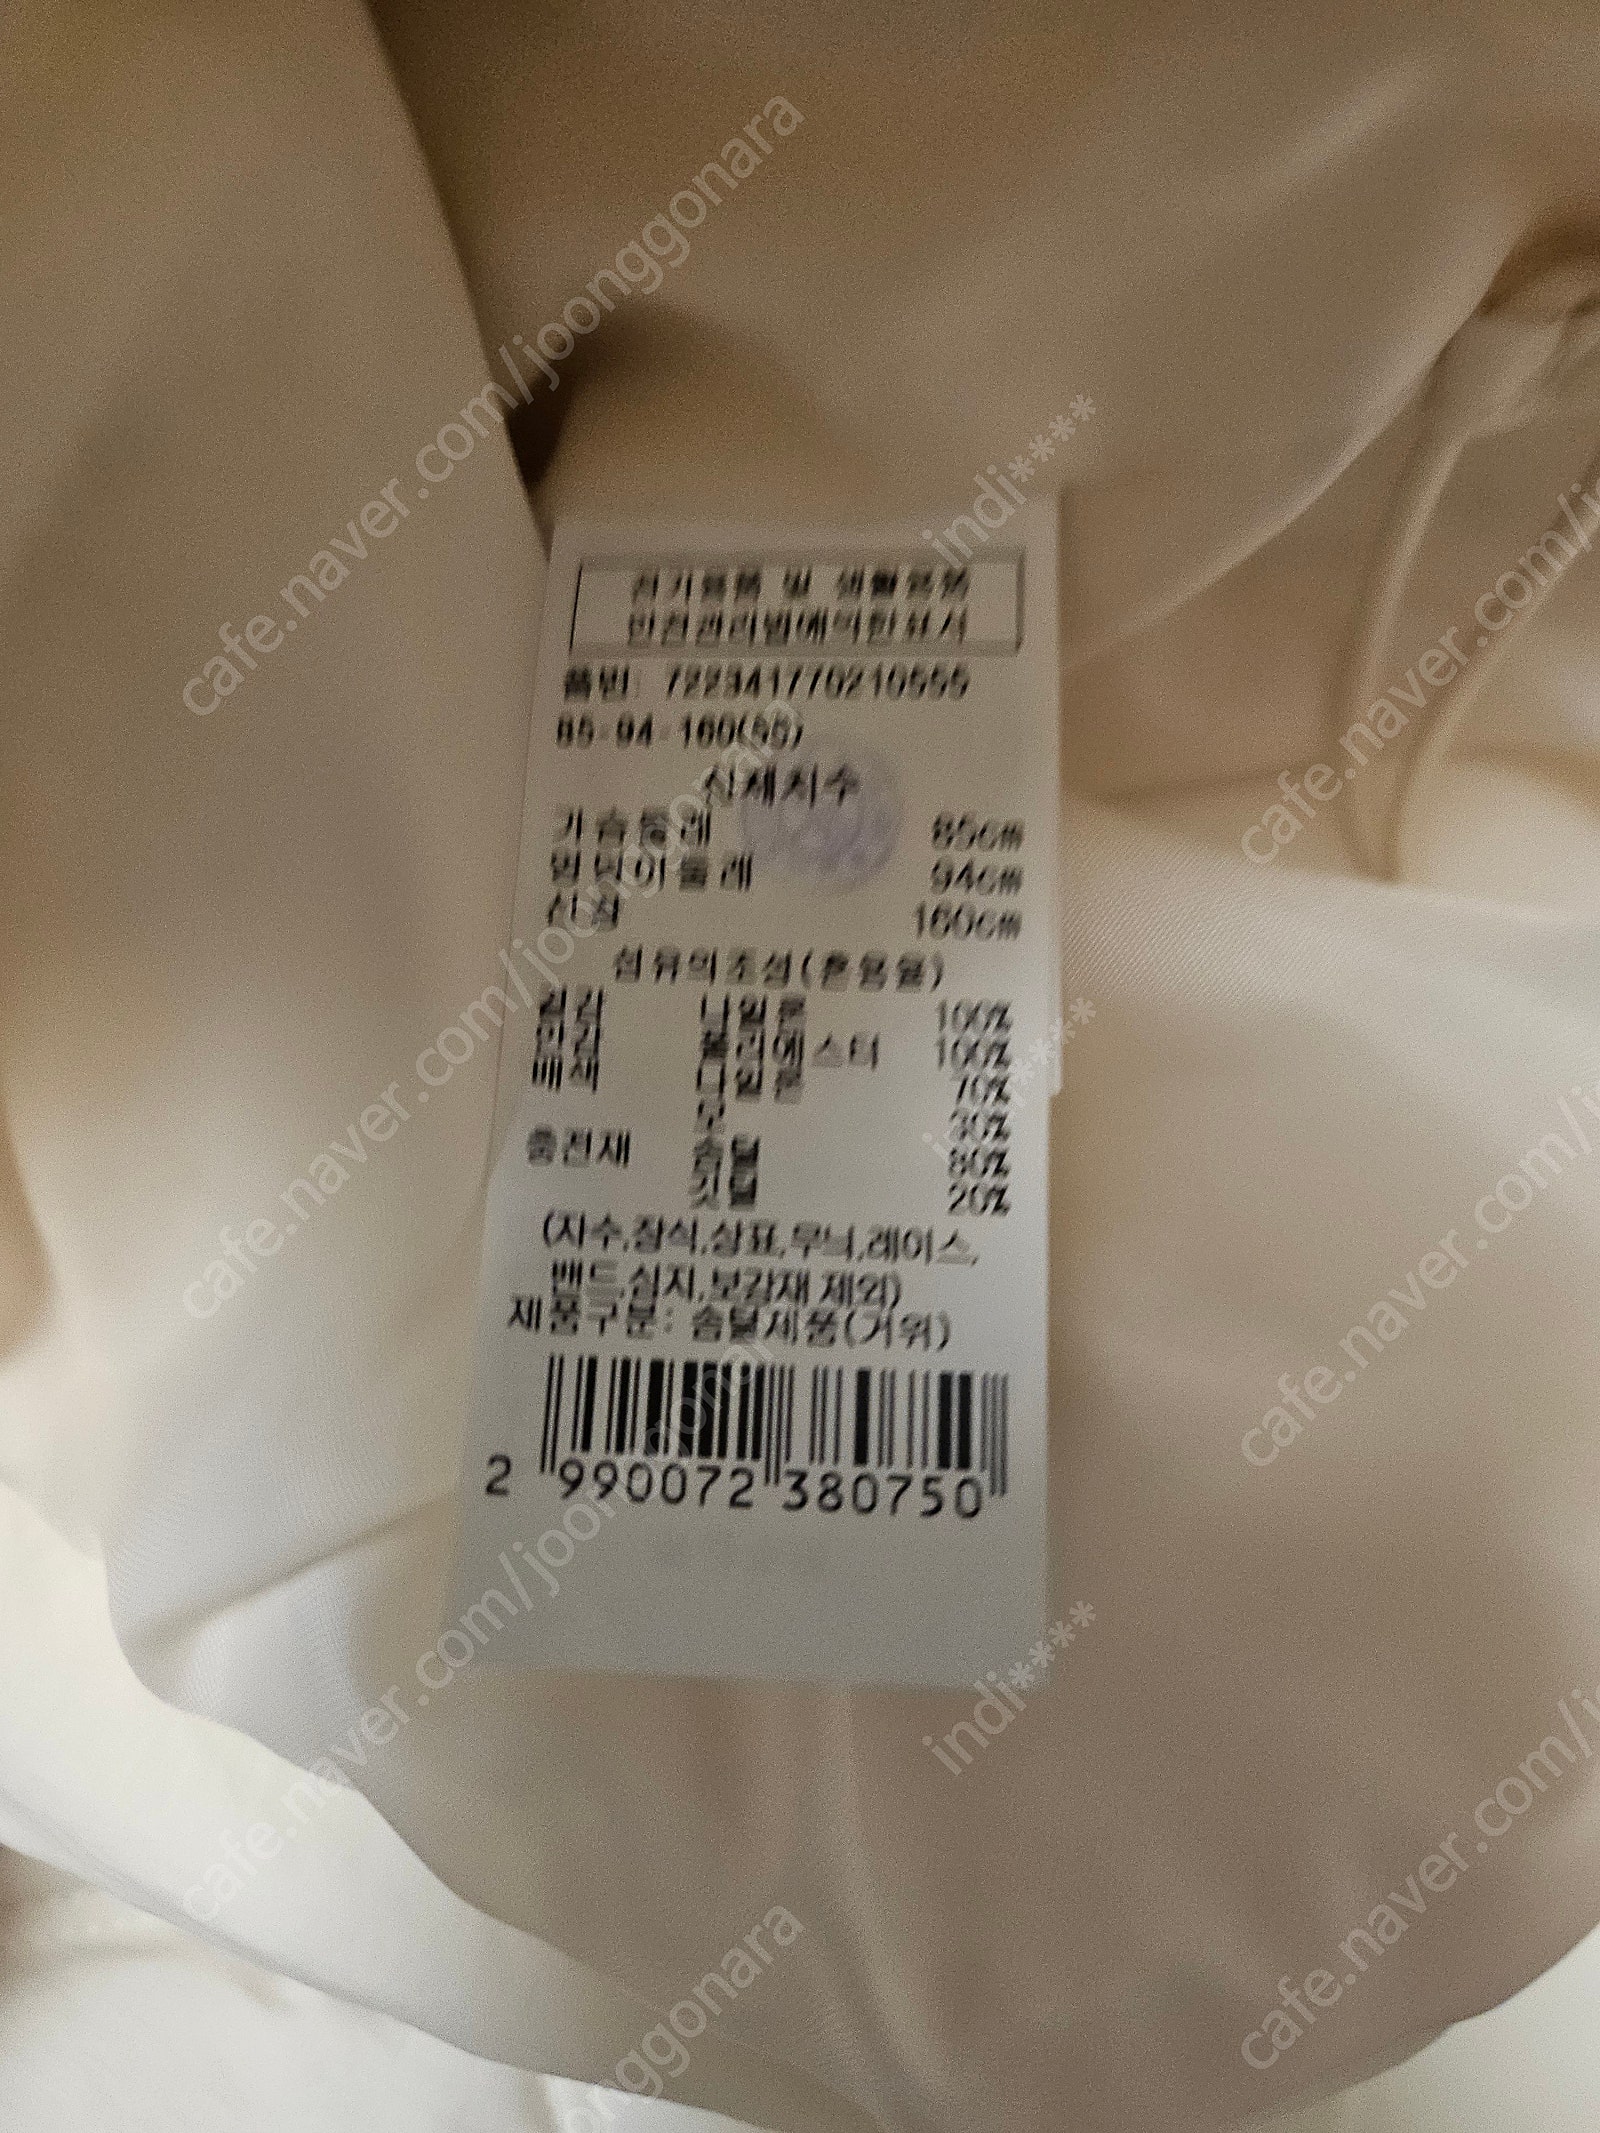 전기용품 및 생활용품
안전관리법에의한표시
품번: 722341770210555
85-94-160(55)
신체치수
가슴둘레 85cm
엉덩이둘레 94cm
신장 160cm
섬유의조성(혼용율)
겉감 나일론 100%
안감 폴리에스터 100%
배색 나일론 70%
모 30%
충전재 솜털 80%
깃털 20%
(자수,장식,상표,무늬,레이스,
밴드,심지,보강재 제외)
제품구분: 솜털제품(거위)
2 990072 380750
cafe.naver.com/joonggonara
indi****